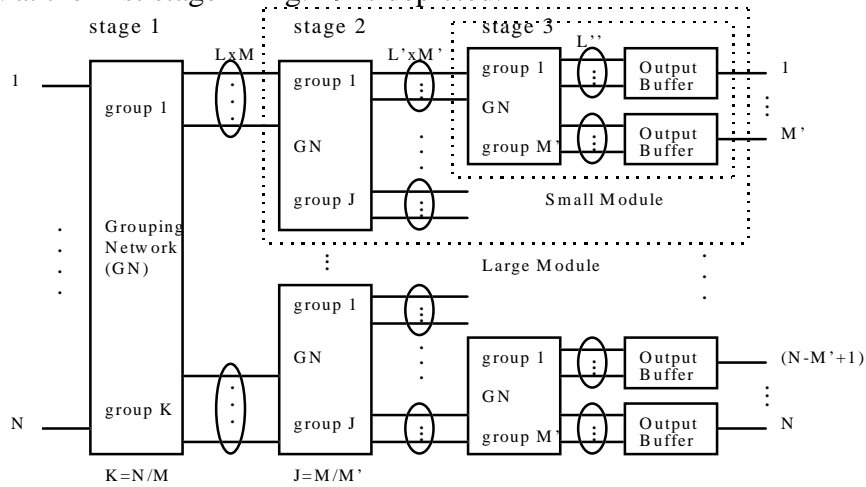 stage 1
stage 2
stage 3
LxM
L'xM'
L''
1
group 1
Grouping
Network
(GN)
group K
N
K=N/M
group 1
GN
group J
group 1
GN
group J
J=M/M'
group 1
GN
group M'
Output
Buffer
1
Output
Buffer
M'
Small Module
Large Module
group 1
GN
group M'
Output
Buffer
(N-M'+1)
Output
Buffer
N